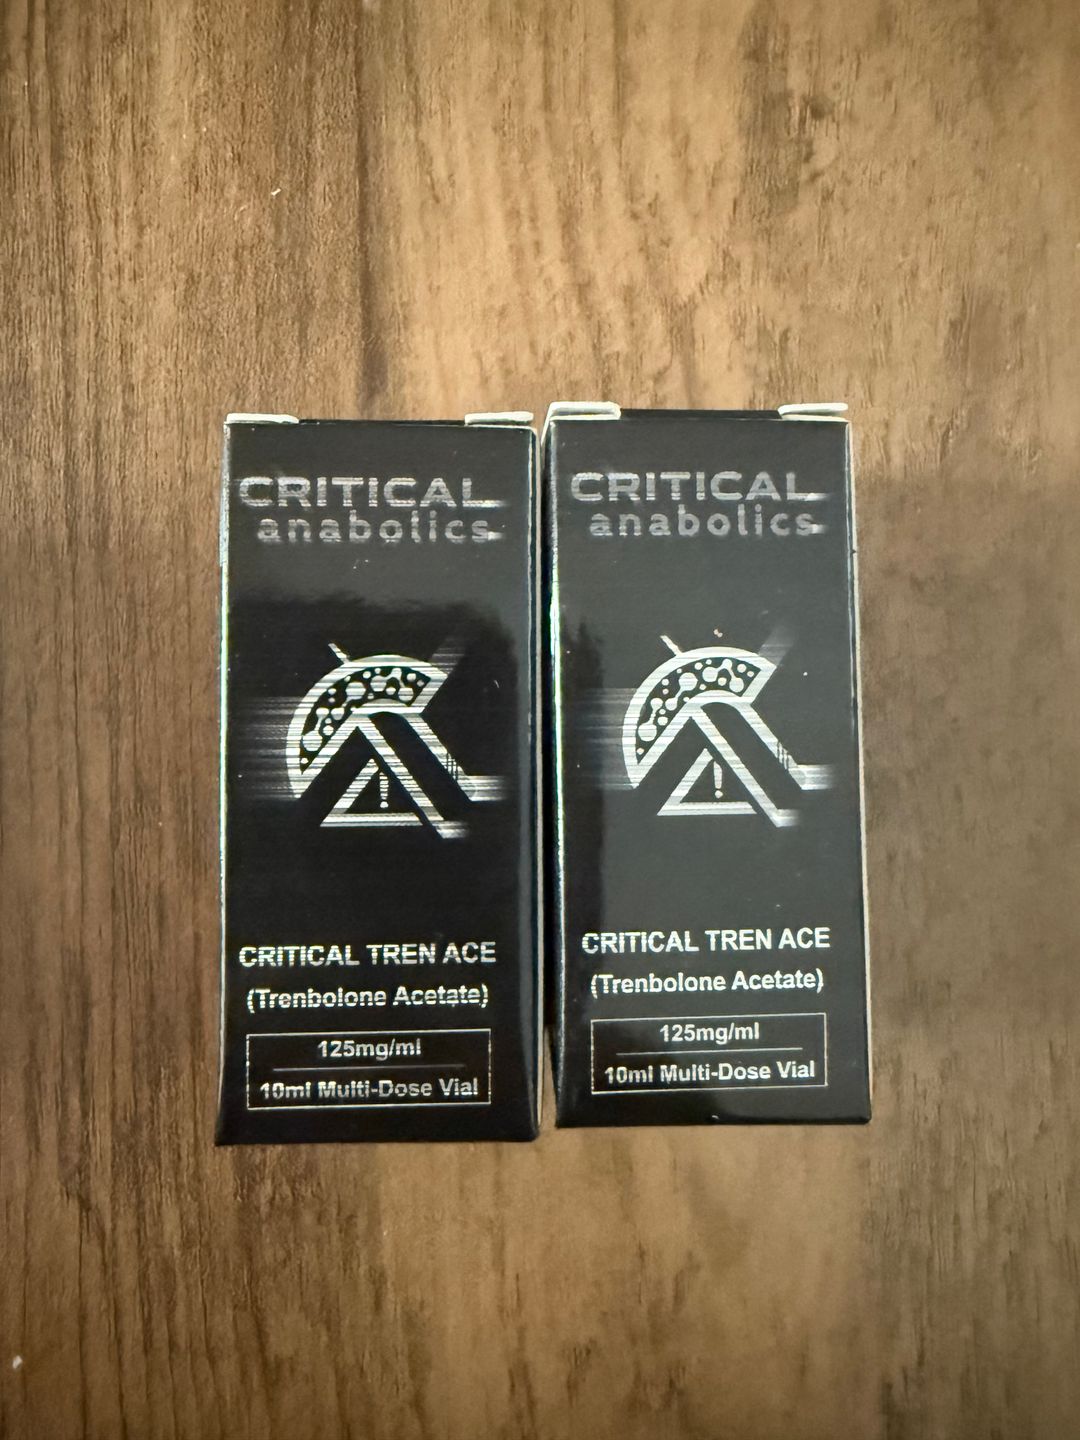 CRITICAL
anabolics
CRITICAL TREN ACE
(Trenbolone Acetate)
125mg/ml
10ml Multi-Dose Vial
CRITICAL
anabolics
CRITICAL TREN ACE
(Trenbolone Acetate)
125mg/ml
10ml Multi-Dose Vial